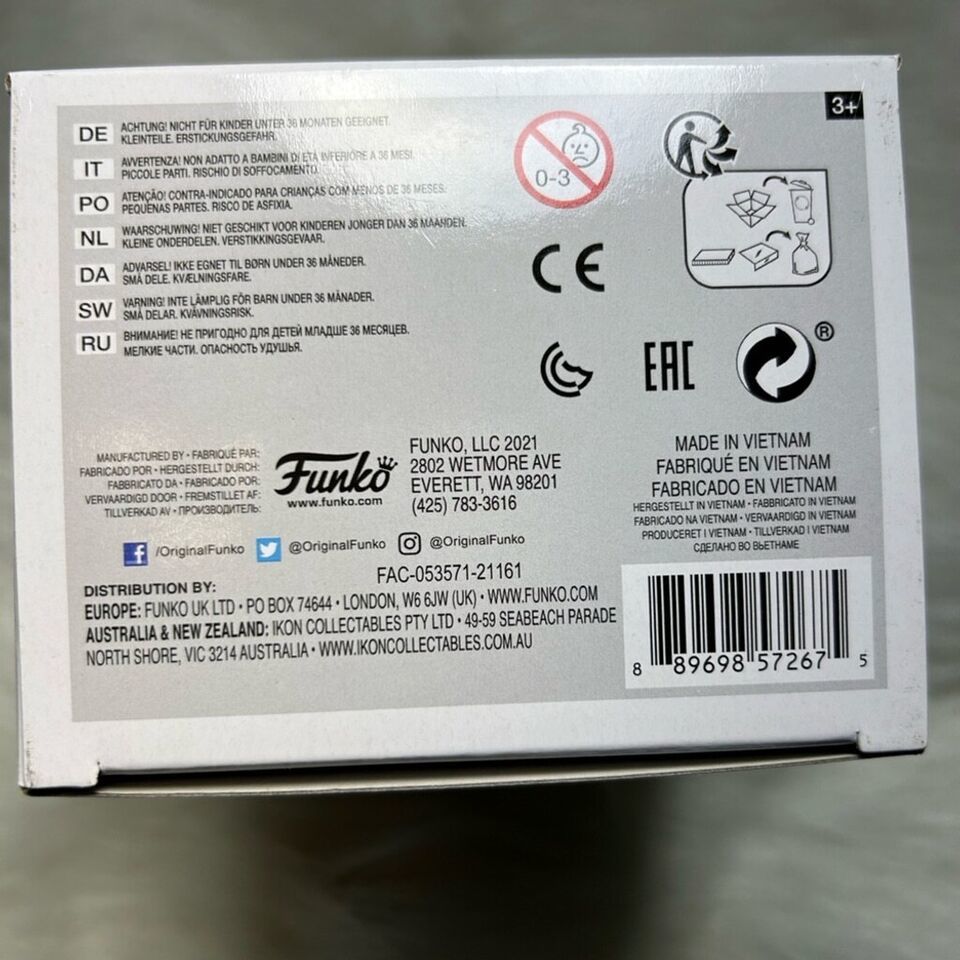 3+
DE ACHTUNG! NICHT FÜR KINDER UNTER 36 MONATEN GEEIGNET.
KLEINTEILE. ERSTICKUNGSGEFAHR.
IT AVVERTENZA! NON ADATTO A BAMBINI DI ETÀ INFERIORE A 36 MESI.
PICCOLE PARTI. RISCHIO DI SOFFOCAMENTO.
PO ATENÇÃO! CONTRA-INDICADO PARA CRIANÇAS COM MENOS DE 36 MESES.
PEQUENAS PARTES. RISCO DE ASFIXIA.
NL WAARSCHUWING! NIET GESCHIKT VOOR KINDEREN JONGER DAN 36 MAANDEN.
KLEINE ONDERDELEN. VERSTIKKINGSGEVAAR.
DA ADVARSEL! IKKE EGNET TIL BØRN UNDER 36 MÅNEDER.
SMÅ DELE. KVÆLNINGSFARE.
SW VARNING! INTE LÄMPLIG FÖR BARN UNDER 36 MÅNADER.
SMÅ DELAR. KVÄVNINGSRISK.
RU ВНИМАНИЕ! НЕ ПРИГОДНО ДЛЯ ДЕТЕЙ МЛАДШЕ 36 МЕСЯЦЕВ.
МЕЛКИЕ ЧАСТИ. ОПАСНОСТЬ УДУШЬЯ.
0-3
CE
EAC
®
MANUFACTURED BY • FABRIQUÉ PAR:
FABRICADO POR • HERGESTELLT DURCH:
FABBRICATO DA • FABRICADO POR:
VERVAARDIGD DOOR • FREMSTILLET AF:
TILLVERKAD AV • ПРОИЗВОДИТЕЛЬ:
Funko
www.funko.com
FUNKO, LLC 2021
2802 WETMORE AVE
EVERETT, WA 98201
(425) 783-3616
MADE IN VIETNAM
FABRIQUÉ EN VIETNAM
FABRICADO EN VIETNAM
HERGESTELLT IN VIETNAM • FABBRICATO IN VIETNAM
FABRICADO NA VIETNAM • VERVAARDIGD IN VIETNAM
PRODUCERET I VIETNAM • TILLVERKAD I VIETNAM
СДЕЛАНО ВО ВЬЕТНАМЕ
/OriginalFunko @OriginalFunko @OriginalFunko
FAC-053571-21161
DISTRIBUTION BY:
EUROPE: FUNKO UK LTD • PO BOX 74644 • LONDON, W6 6JW (UK) • WWW.FUNKO.COM
AUSTRALIA & NEW ZEALAND: IKON COLLECTABLES PTY LTD • 49-59 SEABEACH PARADE
NORTH SHORE, VIC 3214 AUSTRALIA • WWW.IKONCOLLECTABLES.COM.AU
8 89698 57267 5